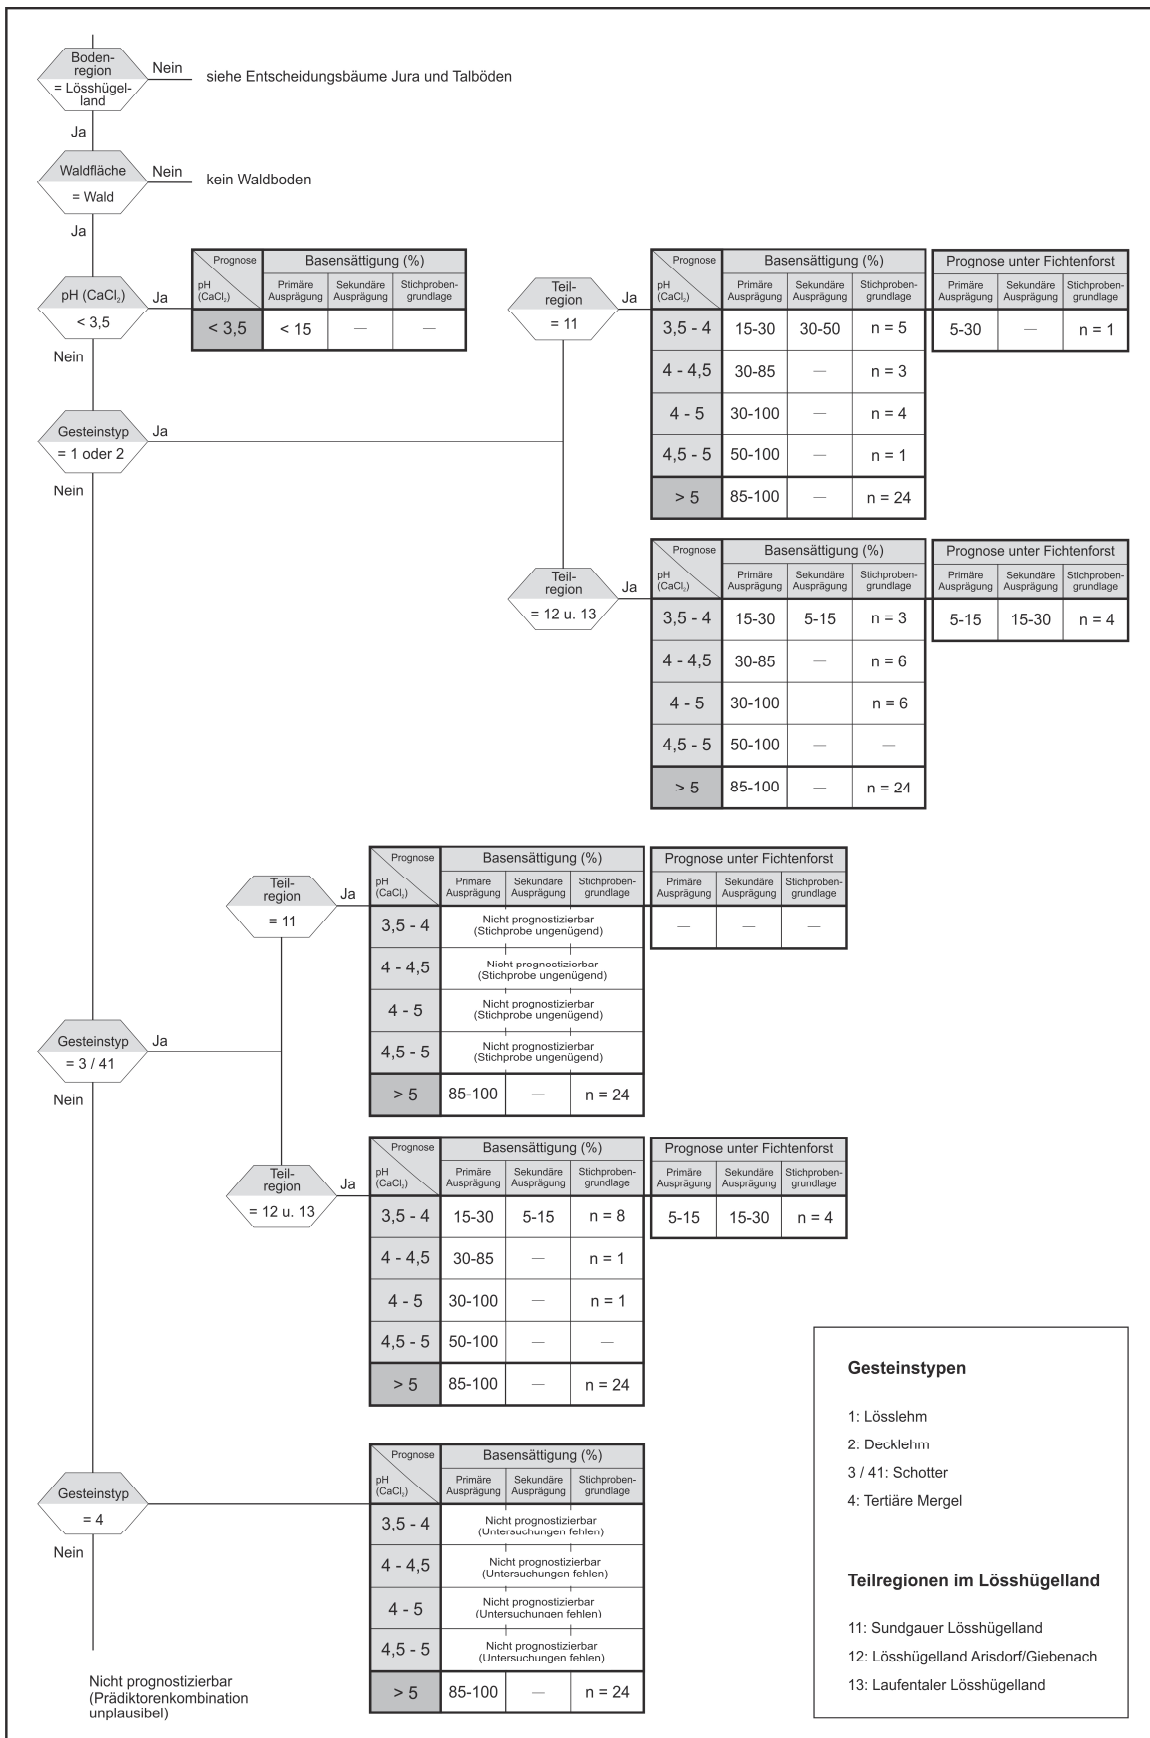 Boden-
region
= Lösshügel-
land
Nein
siehe Entscheidungsbäume Jura und Talböden
Ja
Waldfläche
= Wald
Nein
kein Waldboden
Ja
pH (CaCl₂)
< 3,5
Ja
Nein
Prognose Basensättigung (%)
pH (CaCl₂) Primäre Ausprägung Sekundäre Ausprägung Stichproben-grundlage
< 3,5 < 15 — —
Gesteinstyp
= 1 oder 2
Ja
Nein
Teil-
region
= 11
Ja
Prognose Basensättigung (%) Prognose unter Fichtenforst
pH (CaCl₂) Primäre Ausprägung Sekundäre Ausprägung Stichproben-grundlage Primäre Ausprägung Sekundäre Ausprägung Stichproben-grundlage
3,5 - 4 15-30 30-50 n = 5 5-30 — n = 1
4 - 4,5 30-85 — n = 3
4 - 5 30-100 — n = 4
4,5 - 5 50-100 — n = 1
> 5 85-100 — n = 24
Teil-
region
= 12 u. 13
Ja
Prognose Basensättigung (%) Prognose unter Fichtenforst
pH (CaCl₂) Primäre Ausprägung Sekundäre Ausprägung Stichproben-grundlage Primäre Ausprägung Sekundäre Ausprägung Stichproben-grundlage
3,5 - 4 15-30 5-15 n = 3 5-15 15-30 n = 4
4 - 4,5 30-85 — n = 6
4 - 5 30-100 n = 6
4,5 - 5 50-100 — —
> 5 85-100 — n = 24
Gesteinstyp
= 3 / 41
Ja
Nein
Teil-
region
= 11
Ja
Prognose Basensättigung (%) Prognose unter Fichtenforst
pH (CaCl₂) Primäre Ausprägung Sekundäre Ausprägung Stichproben-grundlage Primäre Ausprägung Sekundäre Ausprägung Stichproben-grundlage
3,5 - 4 Nicht prognostizierbar (Stichprobe ungenügend) — — —
4 - 4,5 Nicht prognostizierbar (Stichprobe ungenügend)
4 - 5 Nicht prognostizierbar (Stichprobe ungenügend)
4,5 - 5 Nicht prognostizierbar (Stichprobe ungenügend)
> 5 85-100 — n = 24
Teil-
region
= 12 u. 13
Ja
Prognose Basensättigung (%) Prognose unter Fichtenforst
pH (CaCl₂) Primäre Ausprägung Sekundäre Ausprägung Stichproben-grundlage Primäre Ausprägung Sekundäre Ausprägung Stichproben-grundlage
3,5 - 4 15-30 5-15 n = 8 5-15 15-30 n = 4
4 - 4,5 30-85 — n = 1
4 - 5 30-100 — n = 1
4,5 - 5 50-100 — —
> 5 85-100 — n = 24
Gesteinstyp
= 4
Nein
Prognose Basensättigung (%)
pH (CaCl₂) Primäre Ausprägung Sekundäre Ausprägung Stichproben-grundlage
3,5 - 4 Nicht prognostizierbar (Untersuchungen fehlen)
4 - 4,5 Nicht prognostizierbar (Untersuchungen fehlen)
4 - 5 Nicht prognostizierbar (Untersuchungen fehlen)
4,5 - 5 Nicht prognostizierbar (Untersuchungen fehlen)
> 5 85-100 — n = 24
Nicht prognostizierbar
(Prädiktorenkombination
unplausibel)
Gesteinstypen
1: Lösslehm
2: Decklehm
3 / 41: Schotter
4: Tertiäre Mergel
Teilregionen im Lösshügelland
11: Sundgauer Lösshügelland
12: Lösshügelland Arisdorf/Giebenach
13: Laufentaler Lösshügelland